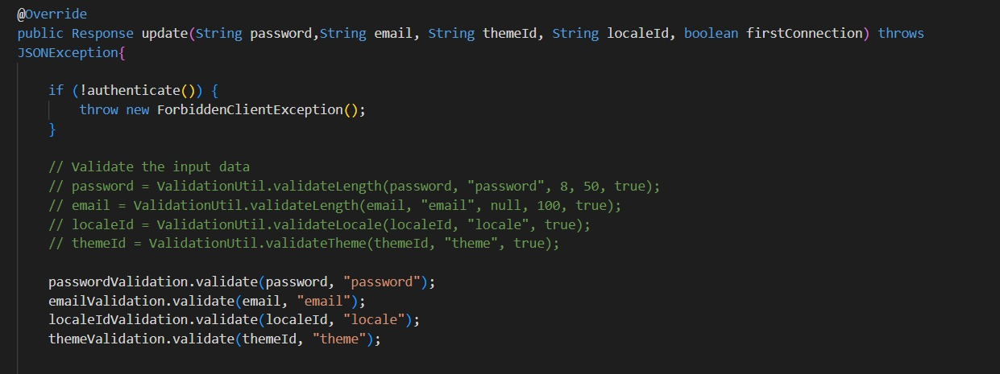 @Override
public Response update(String password,String email, String themeId, String localeId, boolean firstConnection) throws
JSONException{
if (!authenticate()) {
throw new ForbiddenClientException();
}
// Validate the input data
// password = ValidationUtil.validateLength(password, "password", 8, 50, true);
// email = ValidationUtil.validateLength(email, "email", null, 100, true);
// localeId = ValidationUtil.validateLocale(localeId, "locale", true);
// themeId = ValidationUtil.validateTheme(themeId, "theme", true);
passwordValidation.validate(password, "password");
emailValidation.validate(email, "email");
localeIdValidation.validate(localeId, "locale");
themeValidation.validate(themeId, "theme");